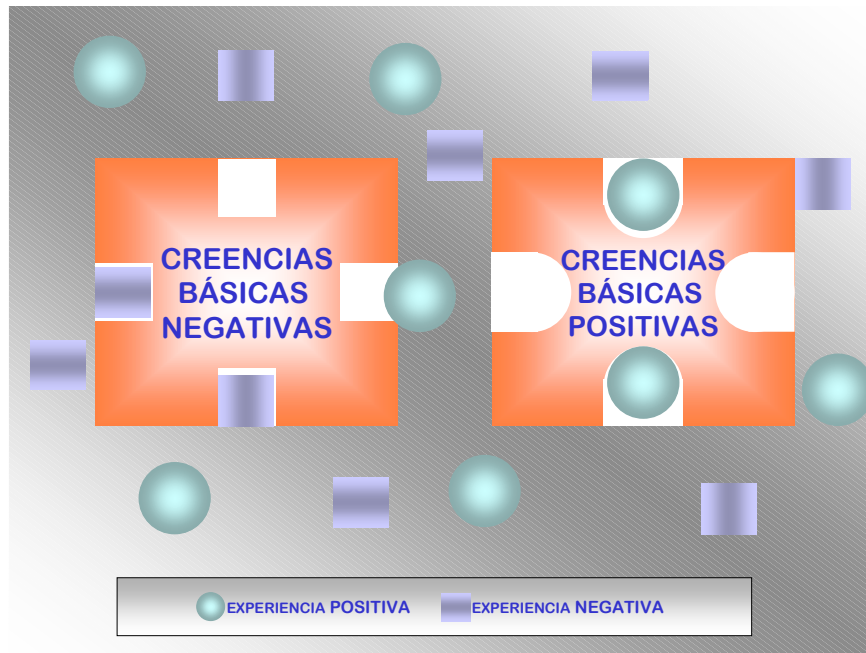 CREENCIAS
BÁSICAS
NEGATIVAS
CREENCIAS
BÁSICAS
POSITIVAS
EXPERIENCIA POSITIVA
EXPERIENCIA NEGATIVA